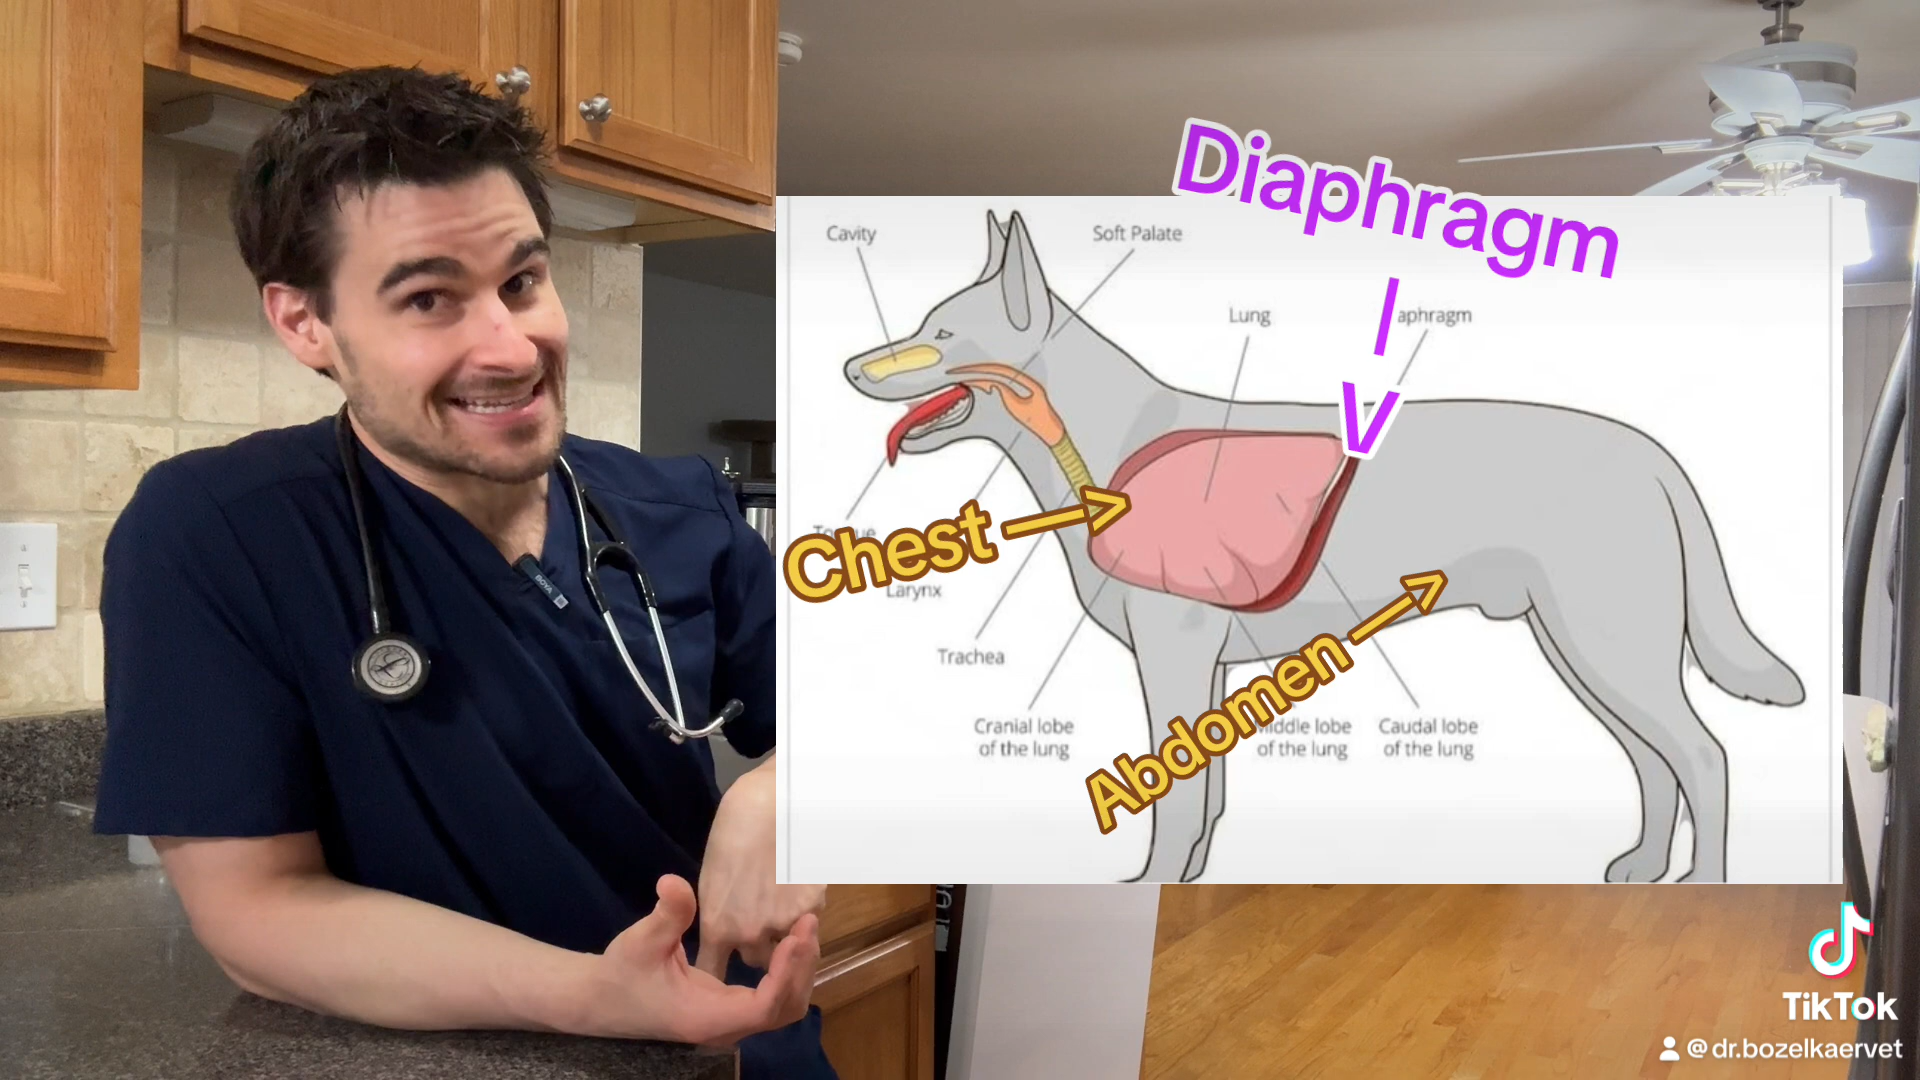 Diaphragm
Cavity
Soft Palate
Lung
aphragm
Chest
Larynx
Trachea
Abdomen
Cranial lobe
of the lung
iddle lobe
of the lung
Caudal lobe
of the lung
BOYA
TikTok
@dr.bozelkaervet